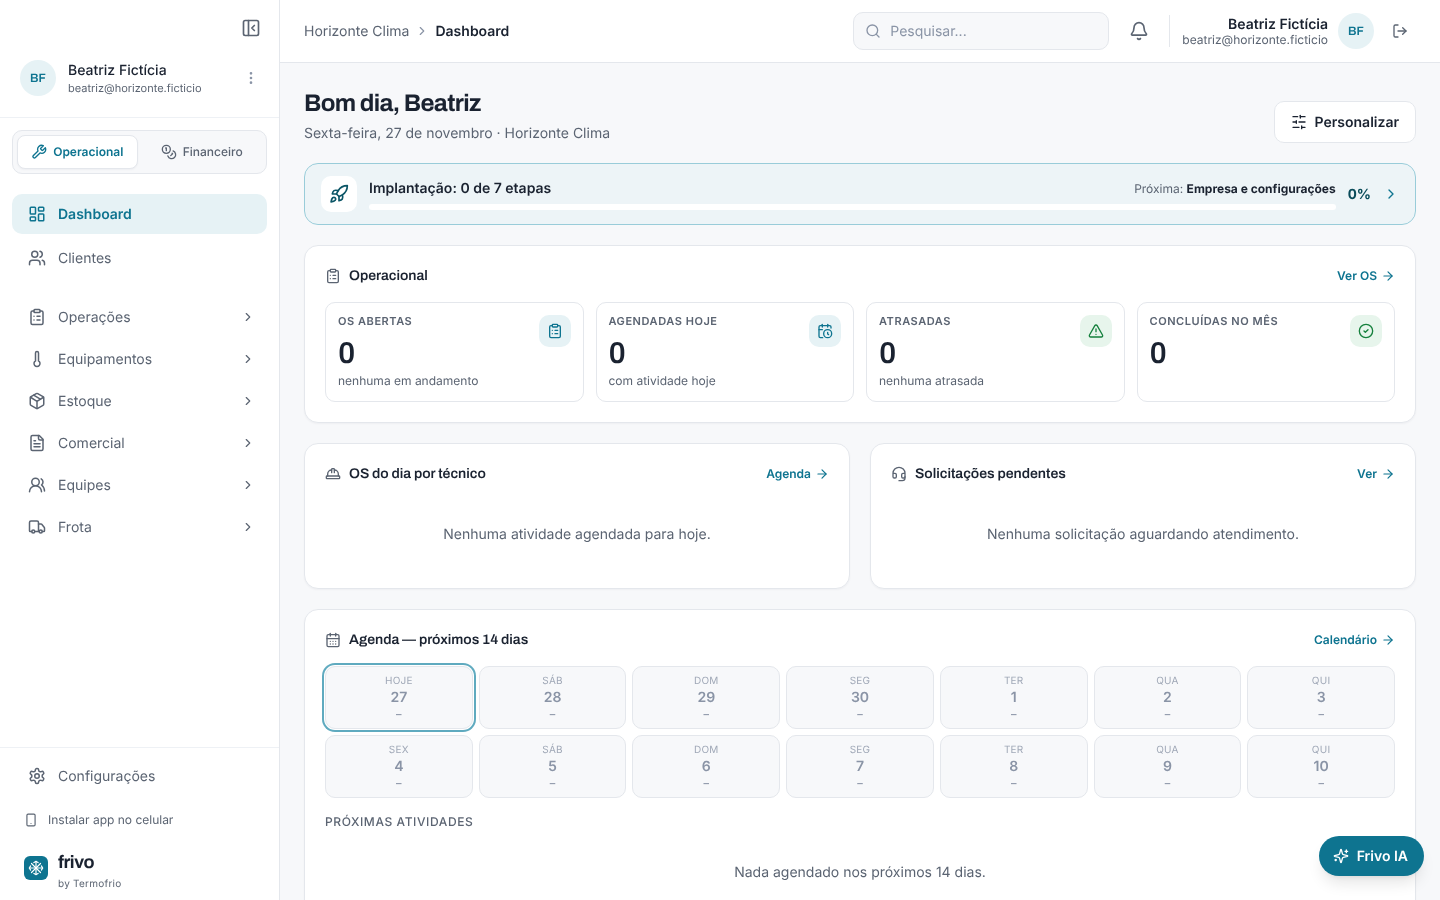 Beatriz Fictícia
beatriz@horizonte.ficticio
BF
Operacional
Financeiro
Dashboard
Clientes
Operações
Equipamentos
Estoque
Comercial
Equipes
Frota
Configurações
Instalar app no celular
frivo
by Termofrio
Horizonte Clima
Dashboard
Pesquisar...
Beatriz Fictícia
beatriz@horizonte.ficticio
BF
Bom dia, Beatriz
Sexta-feira, 27 de novembro · Horizonte Clima
Personalizar
Implantação: 0 de 7 etapas
Próxima: Empresa e configurações
0%
Operacional
Ver OS
OS ABERTAS
0
nenhuma em andamento
AGENDADAS HOJE
0
com atividade hoje
ATRASADAS
0
nenhuma atrasada
CONCLUÍDAS NO MÊS
0
OS do dia por técnico
Agenda
Nenhuma atividade agendada para hoje.
Solicitações pendentes
Ver
Nenhuma solicitação aguardando atendimento.
Agenda — próximos 14 dias
Calendário
HOJE
27
–
SÁB
28
–
DOM
29
–
SEG
30
–
TER
1
–
QUA
2
–
QUI
3
–
SEX
4
–
SÁB
5
–
DOM
6
–
SEG
7
–
TER
8
–
QUA
9
–
QUI
10
–
PRÓXIMAS ATIVIDADES
Nada agendado nos próximos 14 dias.
Frivo IA